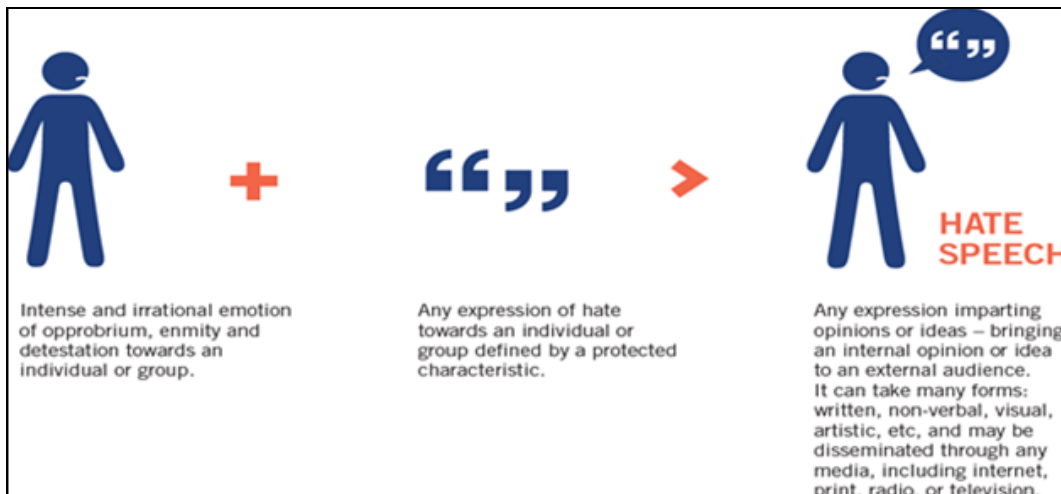 “ ”
“ ”
HATE
SPEECH
Intense and irrational emotion
of opprobrium, enmity and
detestation towards an
individual or group.
Any expression of hate
towards an individual or
group defined by a protected
characteristic.
Any expression imparting
opinions or ideas – bringing
an internal opinion or idea
to an external audience.
It can take many forms:
written, non-verbal, visual,
artistic, etc, and may be
disseminated through any
media, including internet,
print, radio, or television.